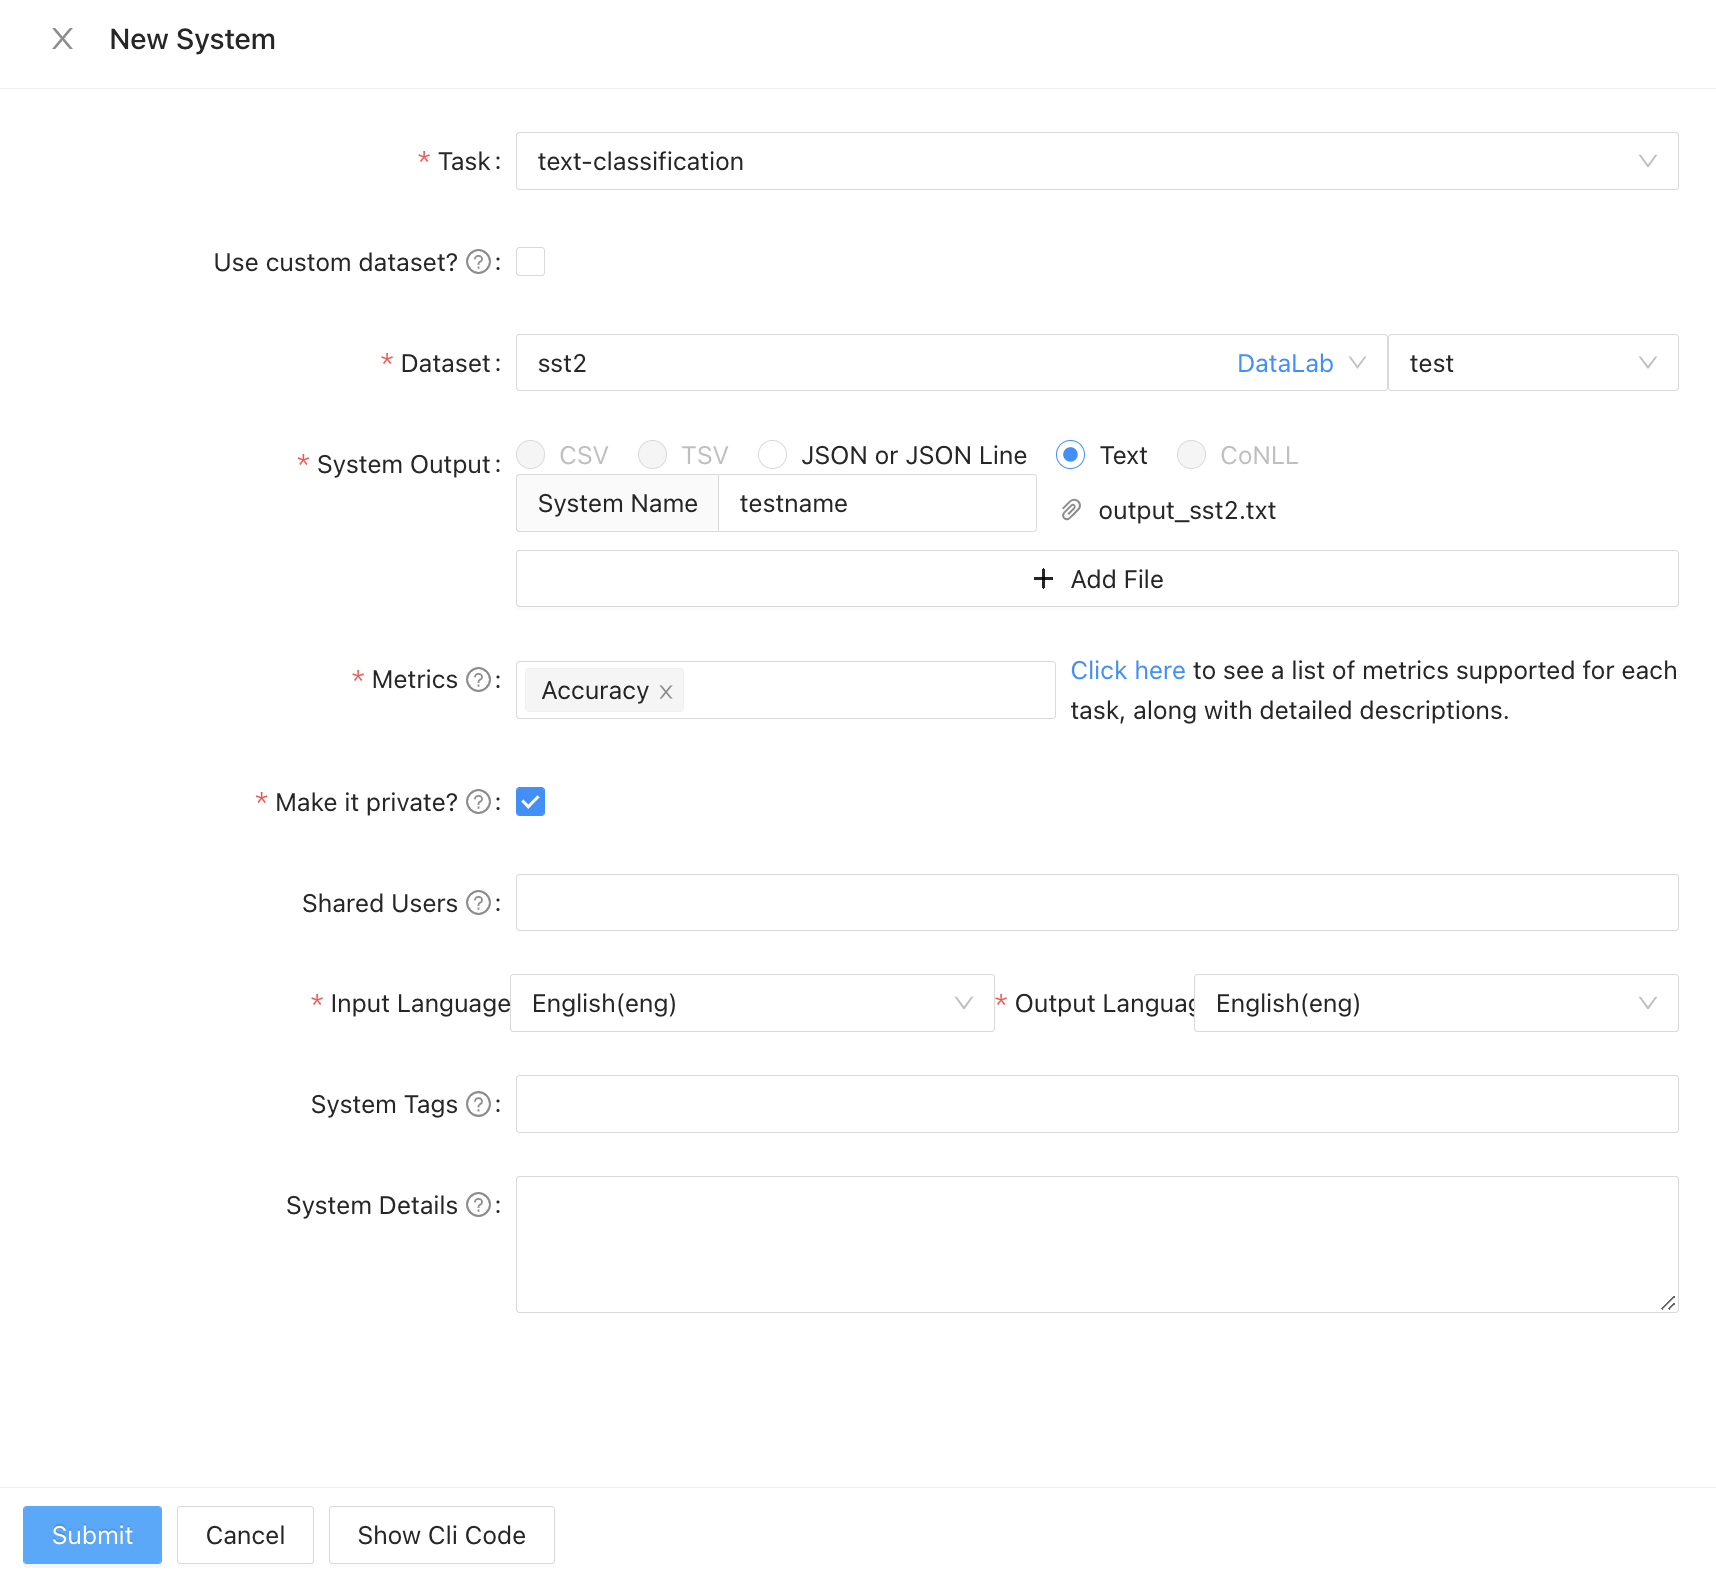 New System
* Task:
text-classification
Use custom dataset? ?:
* Dataset:
sst2
DataLab
test
* System Output:
CSV
TSV
JSON or JSON Line
Text
CoNLL
System Name
testname
output_sst2.txt
+ Add File
* Metrics ?:
Accuracy
Click here to see a list of metrics supported for each
task, along with detailed descriptions.
* Make it private? ?:
Shared Users ?:
* Input Language
English(eng)
* Output Languag
English(eng)
System Tags ?:
System Details ?:
Submit
Cancel
Show Cli Code